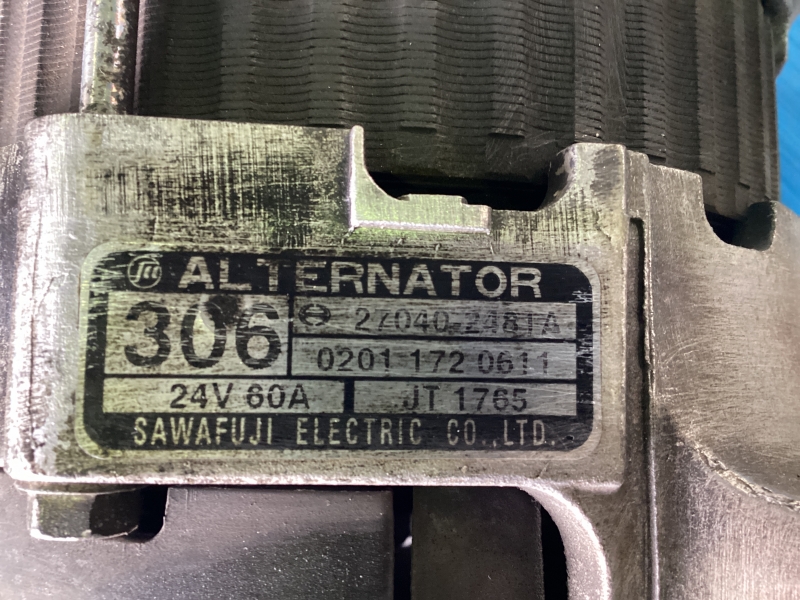 ALTERNATOR
306
27040 2481A
0201 172 0611
24V 60A
JT 1765
SAWAFUJI ELECTRIC CO.,LTD.